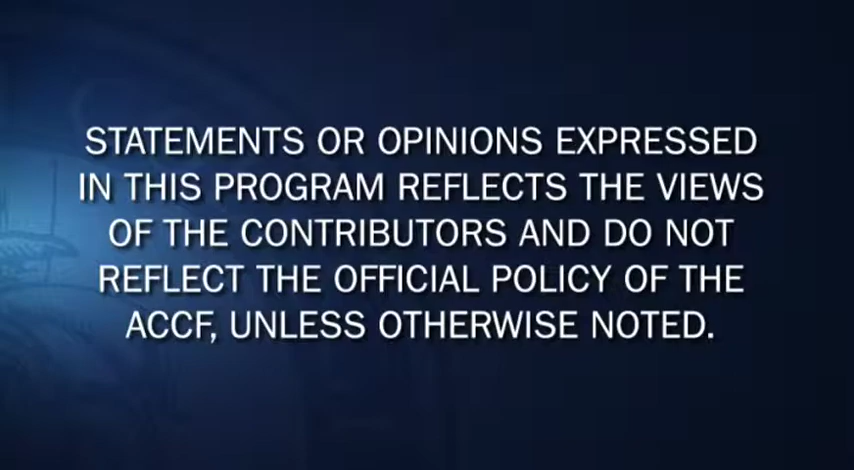 STATEMENTS OR OPINIONS EXPRESSED
IN THIS PROGRAM REFLECTS THE VIEWS
OF THE CONTRIBUTORS AND DO NOT
REFLECT THE OFFICIAL POLICY OF THE
ACCF, UNLESS OTHERWISE NOTED.